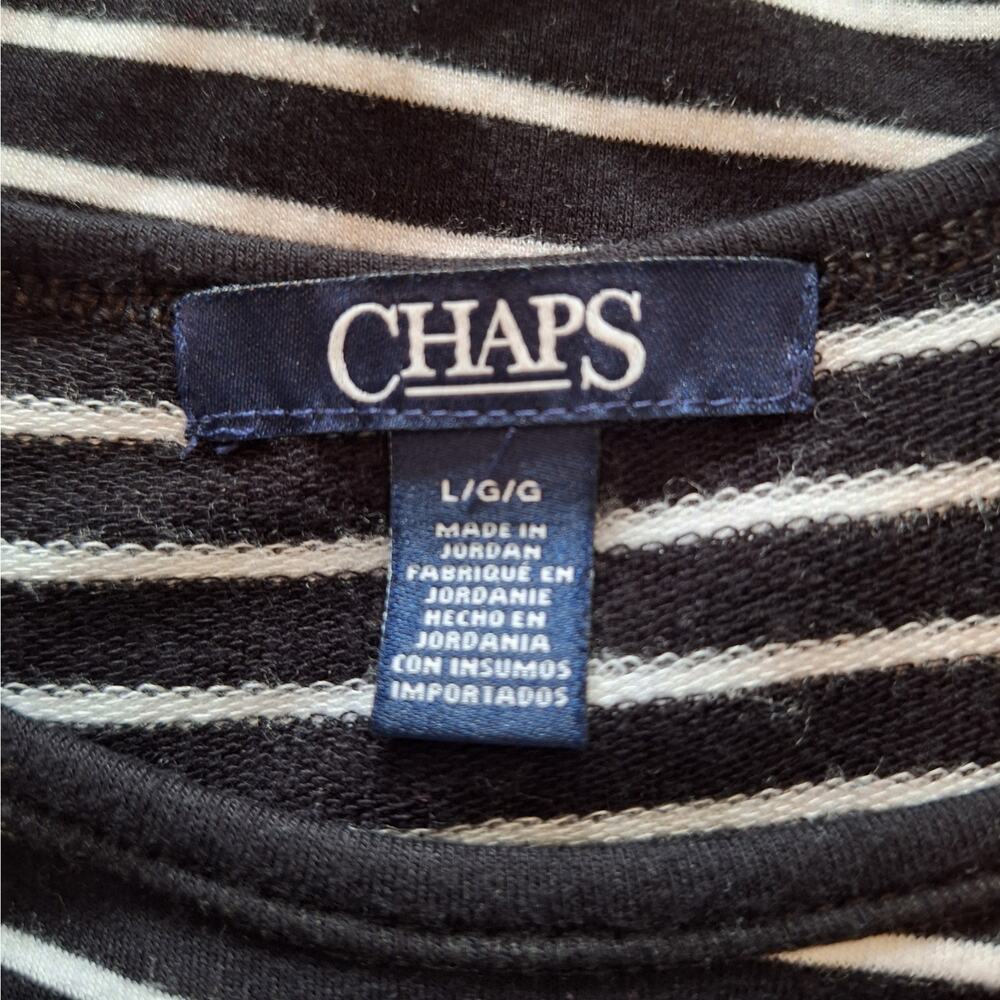 CHAPS
L/G/G
MADE IN
JORDAN
FABRIQUÉ EN
JORDANIE
HECHO EN
JORDANIA
CON INSUMOS
IMPORTADOS